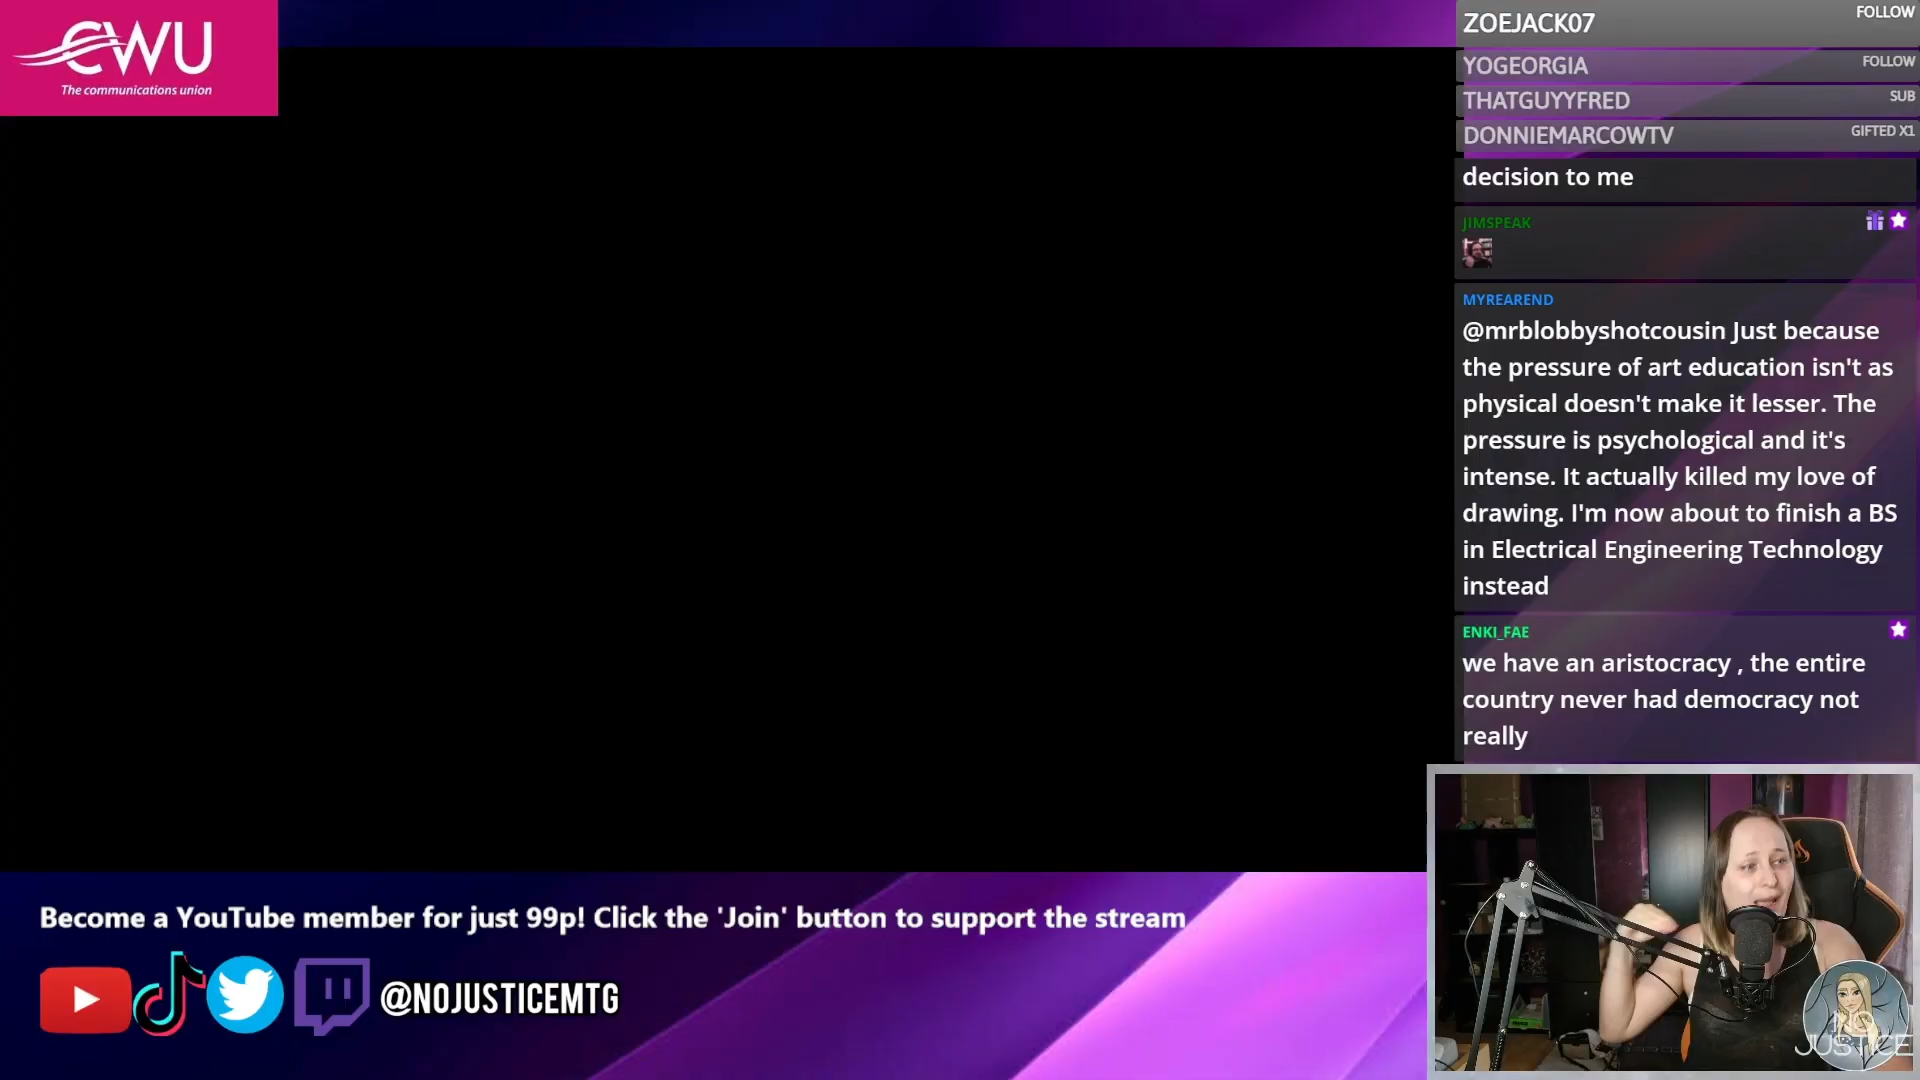 CWU
The communications union
ZOEJACK07 FOLLOW
YOGEORGIA FOLLOW
THATGUYYFRED SUB
DONNIEMARCOWTV GIFTED X1
decision to me
JIMSPEAK
MYREAREND
@mrblobbyshotcousin Just because
the pressure of art education isn't as
physical doesn't make it lesser. The
pressure is psychological and it's
intense. It actually killed my love of
drawing. I'm now about to finish a BS
in Electrical Engineering Technology
instead
ENKI_FAE
we have an aristocracy , the entire
country never had democracy not
really
Become a YouTube member for just 99p! Click the 'Join' button to support the stream
@NOJUSTICEMTG
NO
JUSTICE